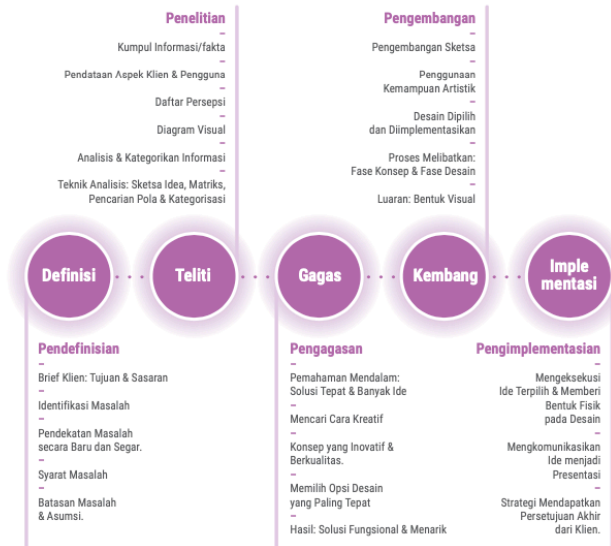 Penelitian
–
Kumpul Informasi/fakta
–
Pendataan Aspek Klien & Pengguna
–
Daftar Persepsi
–
Diagram Visual
–
Analisis & Kategorikan Informasi
–
Teknik Analisis: Sketsa Idea, Matriks,
Pencarian Pola & Kategorisasi
Pengembangan
–
Pengembangan Sketsa
–
Penggunaan
Kemampuan Artistik
–
Desain Dipilih
dan Diimplementasikan
–
Proses Melibatkan:
Fase Konsep & Fase Desain
–
Luaran: Bentuk Visual
Definisi
Teliti
Gagas
Kembang
Imple
mentasi
Pendefinisian
–
Brief Klien: Tujuan & Sasaran
–
Identifikasi Masalah
–
Pendekatan Masalah
secara Baru dan Segar.
–
Syarat Masalah
–
Batasan Masalah
& Asumsi.
Pengagasan
–
Pemahaman Mendalam:
Solusi Tepat & Banyak Ide
–
Mencari Cara Kreatif
–
Konsep yang Inovatif &
Berkualitas.
–
Memilih Opsi Desain
yang Paling Tepat
–
Hasil: Solusi Fungsional & Menarik
Pengimplementasian
–
Mengeksekusi
Ide Terpilih & Memberi
Bentuk Fisik
pada Desain
–
Mengkomunikasikan
Ide menjadi
Presentasi
–
Strategi Mendapatkan
Persetujuan Akhir
dari Klien.